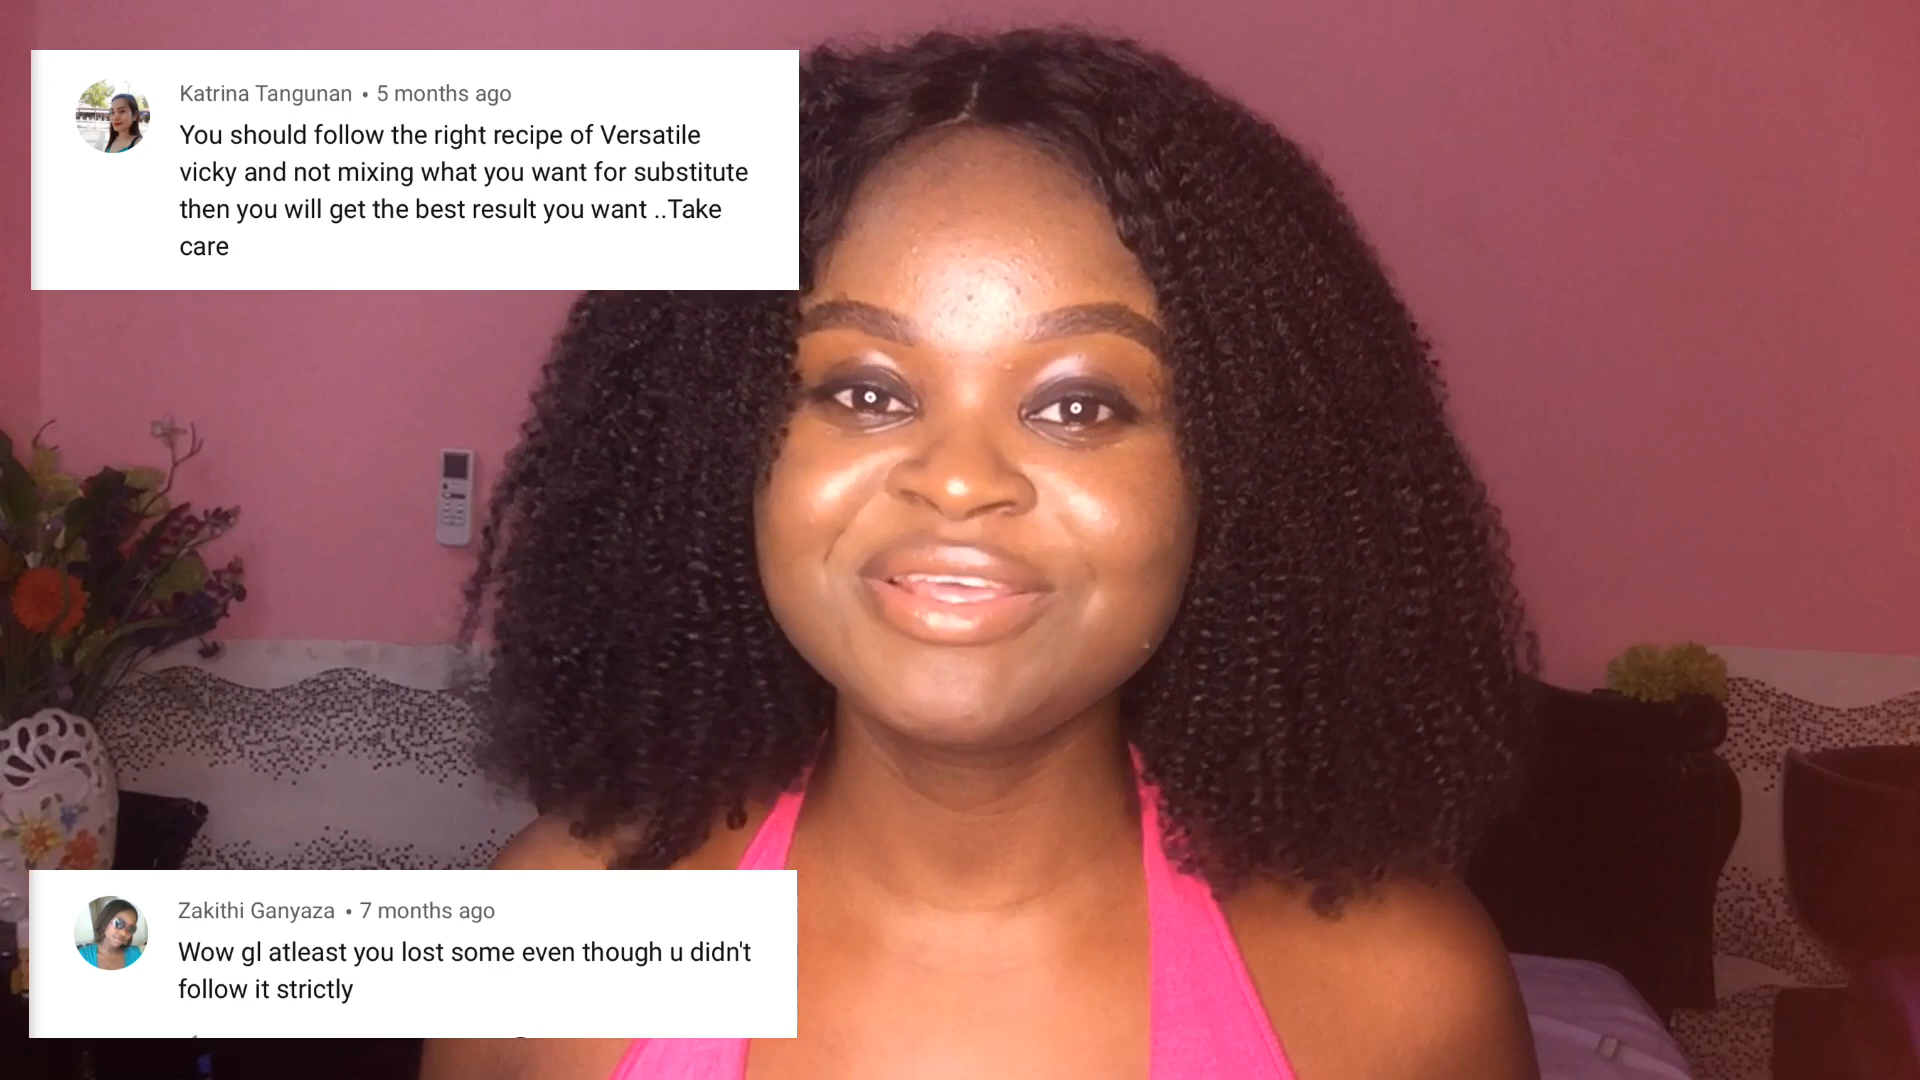 Katrina Tangunan • 5 months ago
You should follow the right recipe of Versatile
vicky and not mixing what you want for substitute
then you will get the best result you want ..Take
care
Zakithi Ganyaza • 7 months ago
Wow gl atleast you lost some even though u didn't
follow it strictly